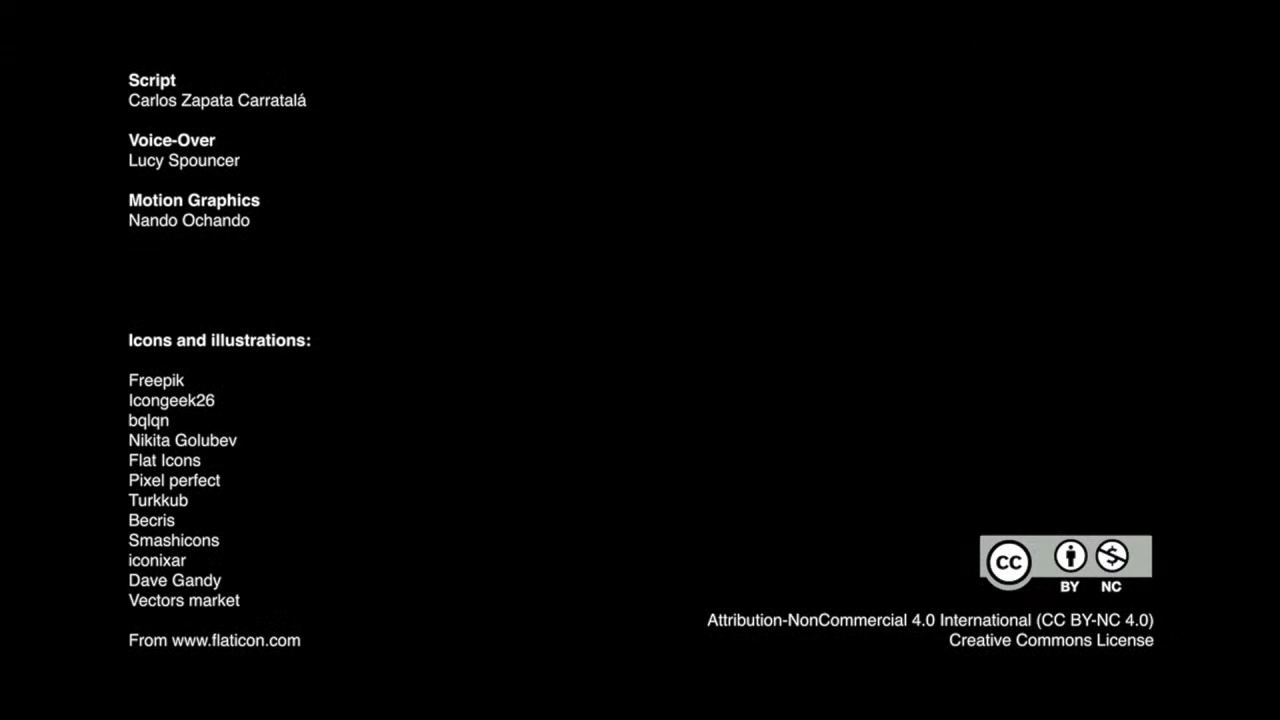 Script
Carlos Zapata Carratalá
Voice-Over
Lucy Spouncer
Motion Graphics
Nando Ochando
Icons and illustrations:
Freepik
Icongeek26
bqlqn
Nikita Golubev
Flat Icons
Pixel perfect
Turkkub
Becris
Smashicons
iconixar
Dave Gandy
Vectors market
From www.flaticon.com
CC
BY NC
Attribution-NonCommercial 4.0 International (CC BY-NC 4.0)
Creative Commons License